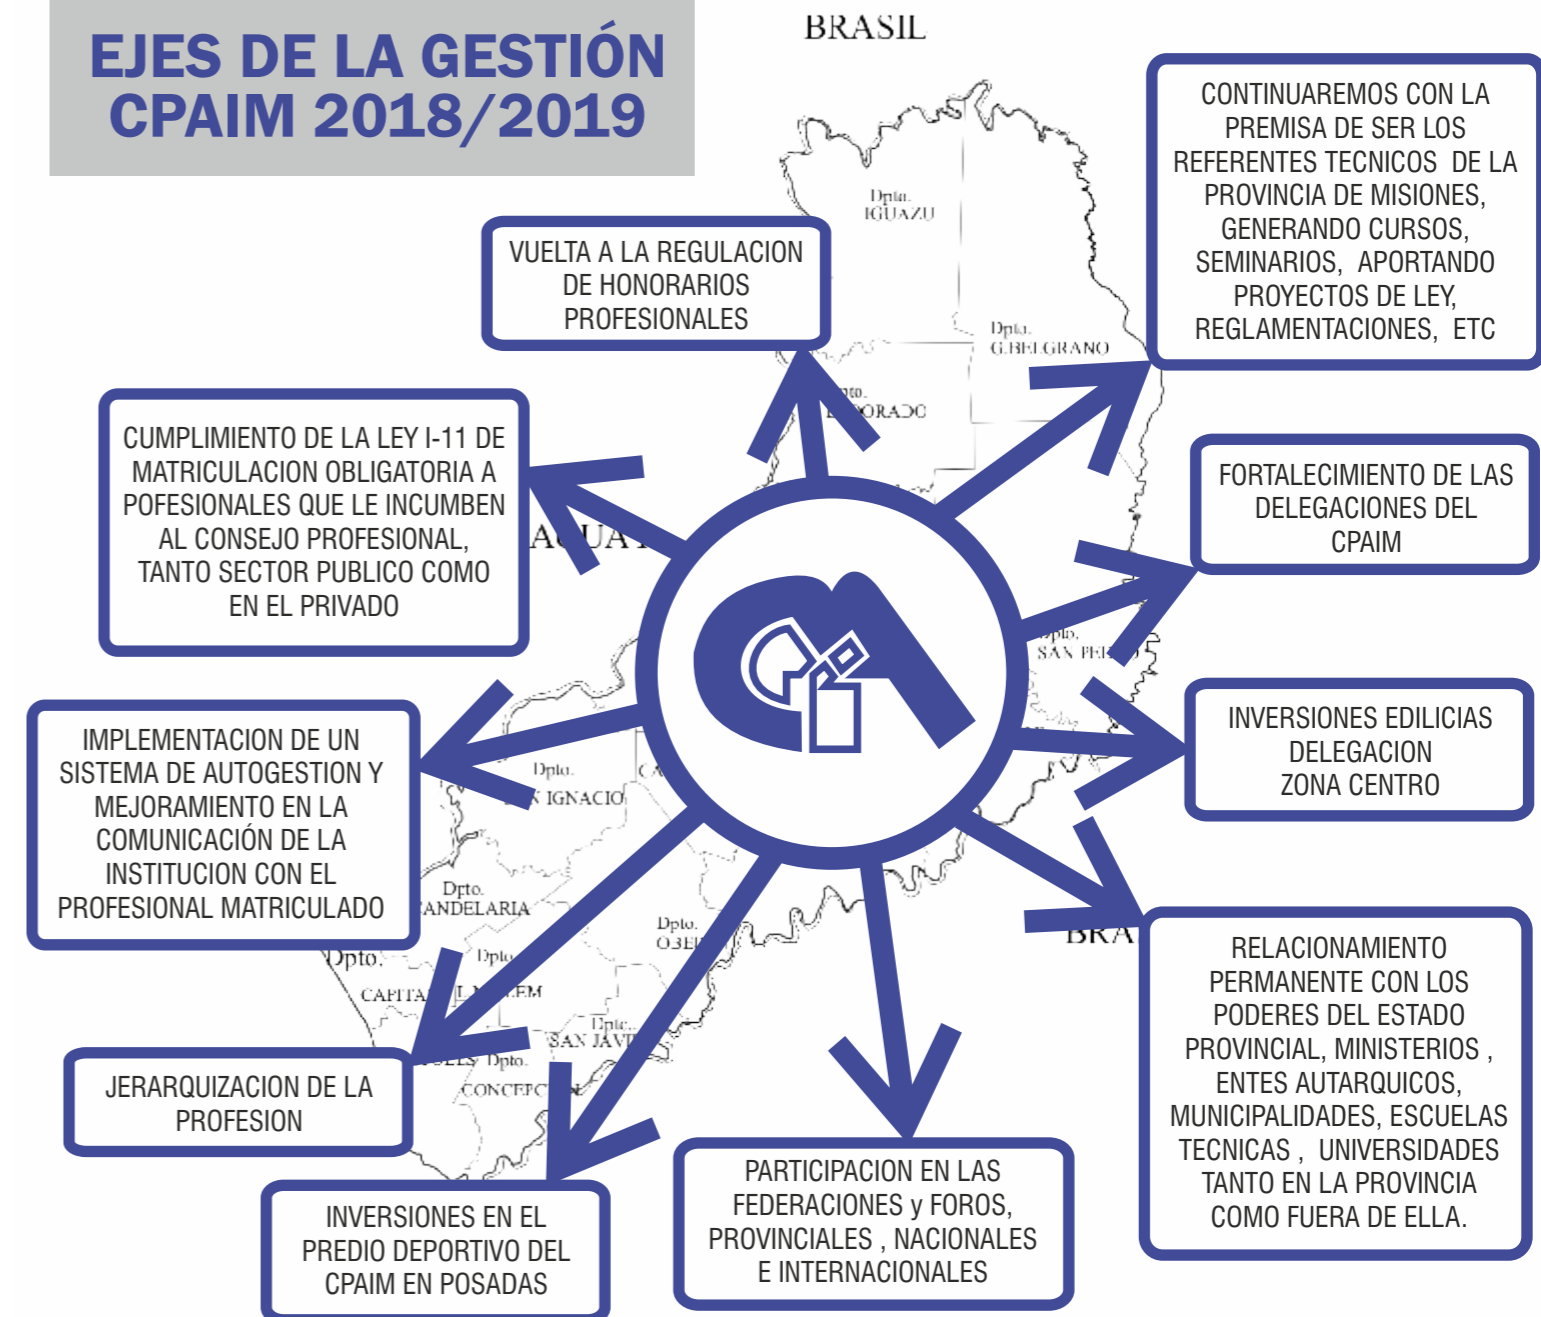 EJES DE LA GESTIÓN
CPAIM 2018/2019
BRASIL
CONTINUAREMOS CON LA
PREMISA DE SER LOS
REFERENTES TECNICOS DE LA
PROVINCIA DE MISIONES,
GENERANDO CURSOS,
SEMINARIOS, APORTANDO
PROYECTOS DE LEY,
REGLAMENTACIONES, ETC
Dpto.
IGUAZU
VUELTA A LA REGULACION
DE HONORARIOS
PROFESIONALES
Dpto.
G.BELGRANO
CUMPLIMIENTO DE LA LEY I-11 DE
MATRICULACION OBLIGATORIA A
POFESIONALES QUE LE INCUMBEN
AL CONSEJO PROFESIONAL,
TANTO SECTOR PUBLICO COMO
EN EL PRIVADO
FORTALECIMIENTO DE LAS
DELEGACIONES DEL
CPAIM
INVERSIONES EDILICIAS
DELEGACION
ZONA CENTRO
IMPLEMENTACION DE UN
SISTEMA DE AUTOGESTION Y
MEJORAMIENTO EN LA
COMUNICACIÓN DE LA
INSTITUCION CON EL
PROFESIONAL MATRICULADO
Dpto.
IGNACIO
Dpto.
Dpto.
Dpto.
Dpto.
Dpto.
SAN
Dpto.
RELACIONAMIENTO
PERMANENTE CON LOS
PODERES DEL ESTADO
PROVINCIAL, MINISTERIOS ,
ENTES AUTARQUICOS,
MUNICIPALIDADES, ESCUELAS
TECNICAS , UNIVERSIDADES
TANTO EN LA PROVINCIA
COMO FUERA DE ELLA.
JERARQUIZACION DE LA
PROFESION
INVERSIONES EN EL
PREDIO DEPORTIVO DEL
CPAIM EN POSADAS
PARTICIPACION EN LAS
FEDERACIONES y FOROS,
PROVINCIALES , NACIONALES
E INTERNACIONALES